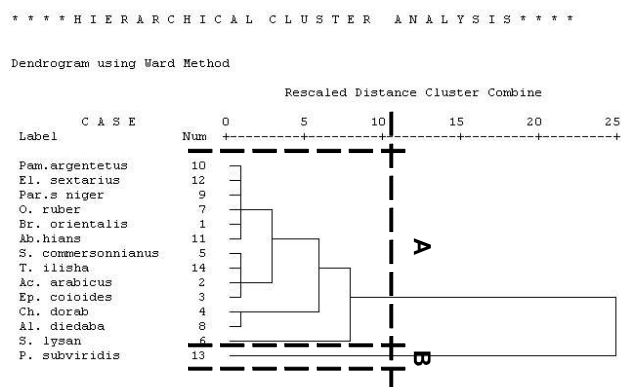 * * * * H I E R A R C H I C A L   C L U S T E R   A N A L Y S I S * * * *
Dendrogram using Ward Method
Rescaled Distance Cluster Combine
C A S E 0 5 10 15 20 25
Label Num
Pam.argentetus 10
El. sextarius 12
Par.s niger 9
O. ruber 7
Br. orientalis 1
Ab.hians 11
S. commersonnianus 5
T. ilisha 14
Ac. arabicus 2
Ep. coioides 3
Ch. dorab 4
Al. diedaba 8
S. lysan 6
P. subviridis 13
A
B